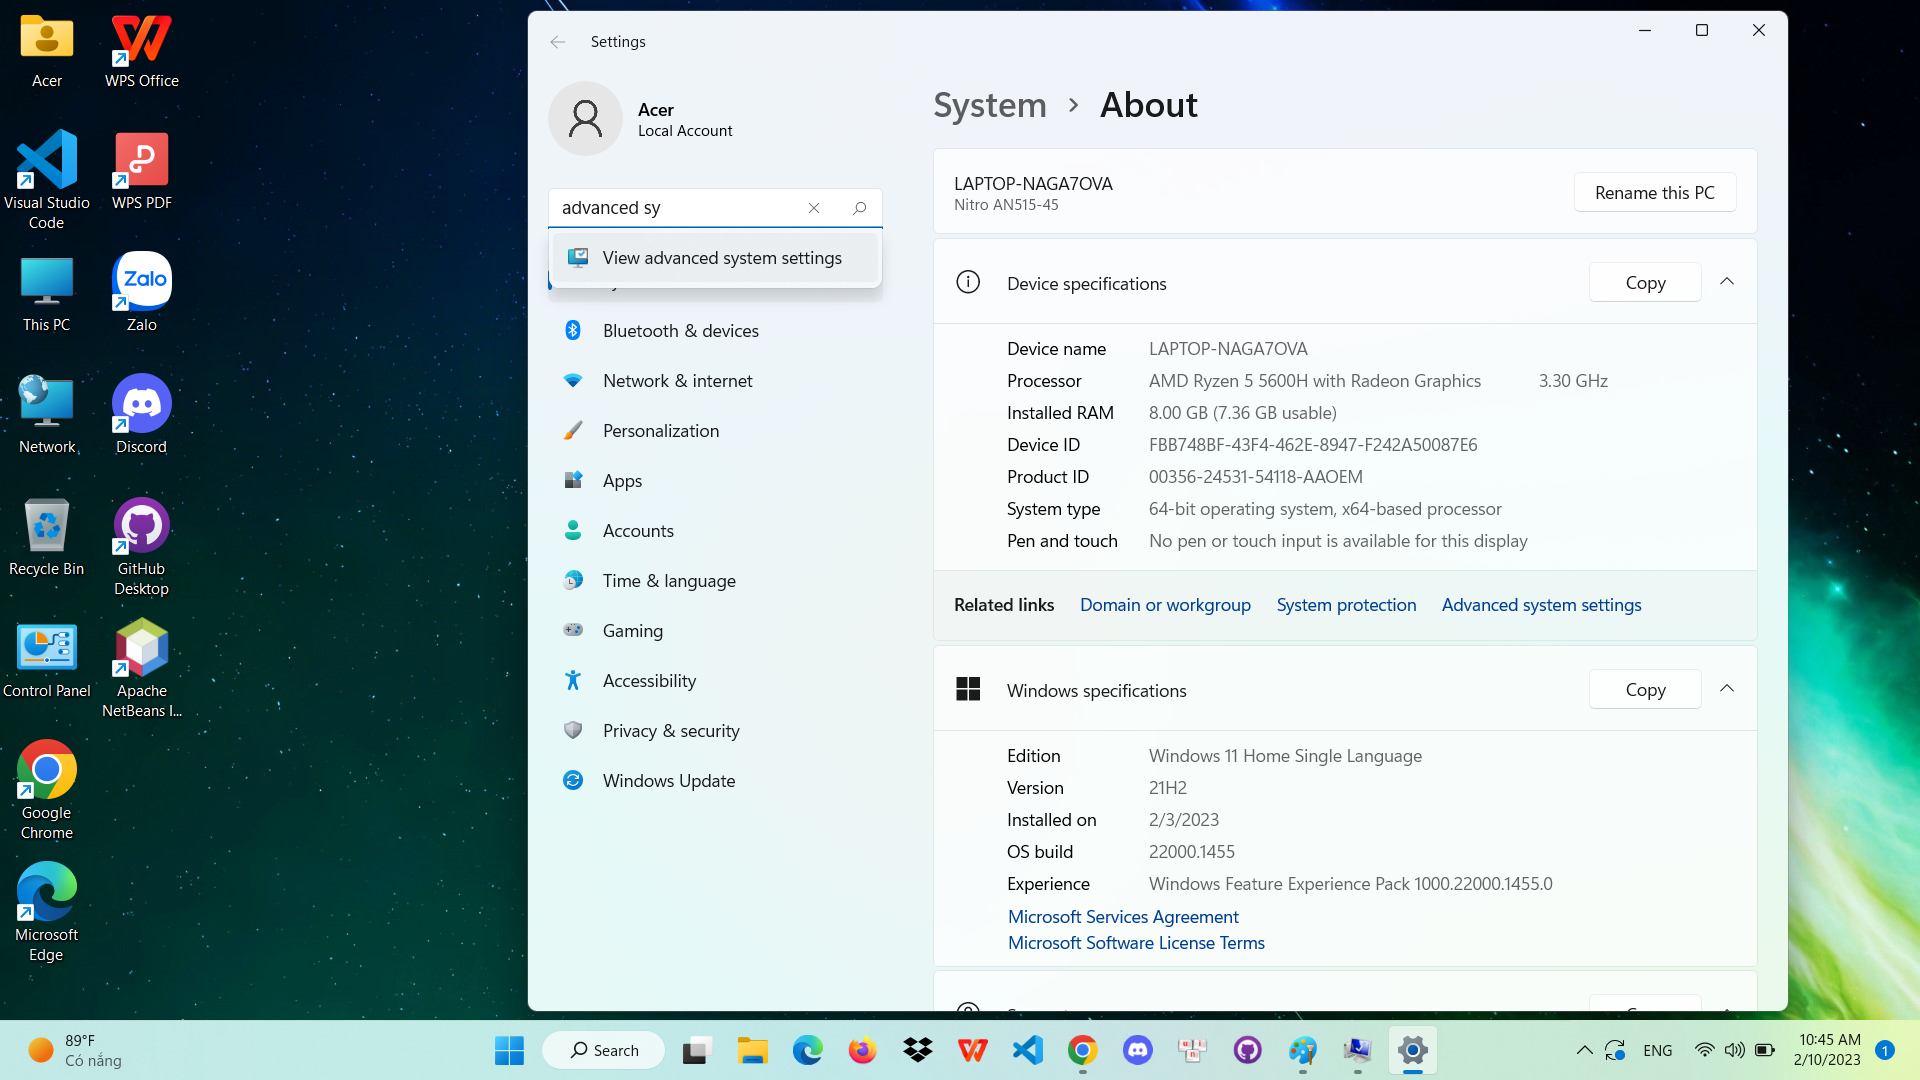 Acer
WPS Office
Visual Studio
Code
WPS PDF
This PC
Zalo
Zalo
Network
Discord
Recycle Bin
GitHub
Desktop
Control Panel
Apache
NetBeans I...
Google
Chrome
Microsoft
Edge
Settings
Acer
Local Account
advanced sy
View advanced system settings
Bluetooth & devices
Network & internet
Personalization
Apps
Accounts
Time & language
Gaming
Accessibility
Privacy & security
Windows Update
System > About
LAPTOP-NAGA7OVA
Nitro AN515-45
Rename this PC
Device specifications
Copy
Device name LAPTOP-NAGA7OVA
Processor AMD Ryzen 5 5600H with Radeon Graphics 3.30 GHz
Installed RAM 8.00 GB (7.36 GB usable)
Device ID FBB748BF-43F4-462E-8947-F242A50087E6
Product ID 00356-24531-54118-AAOEM
System type 64-bit operating system, x64-based processor
Pen and touch No pen or touch input is available for this display
Related links Domain or workgroup System protection Advanced system settings
Windows specifications
Copy
Edition Windows 11 Home Single Language
Version 21H2
Installed on 2/3/2023
OS build 22000.1455
Experience Windows Feature Experience Pack 1000.22000.1455.0
Microsoft Services Agreement
Microsoft Software License Terms
89°F
Có nắng
Search
ENG
10:45 AM
2/10/2023
1